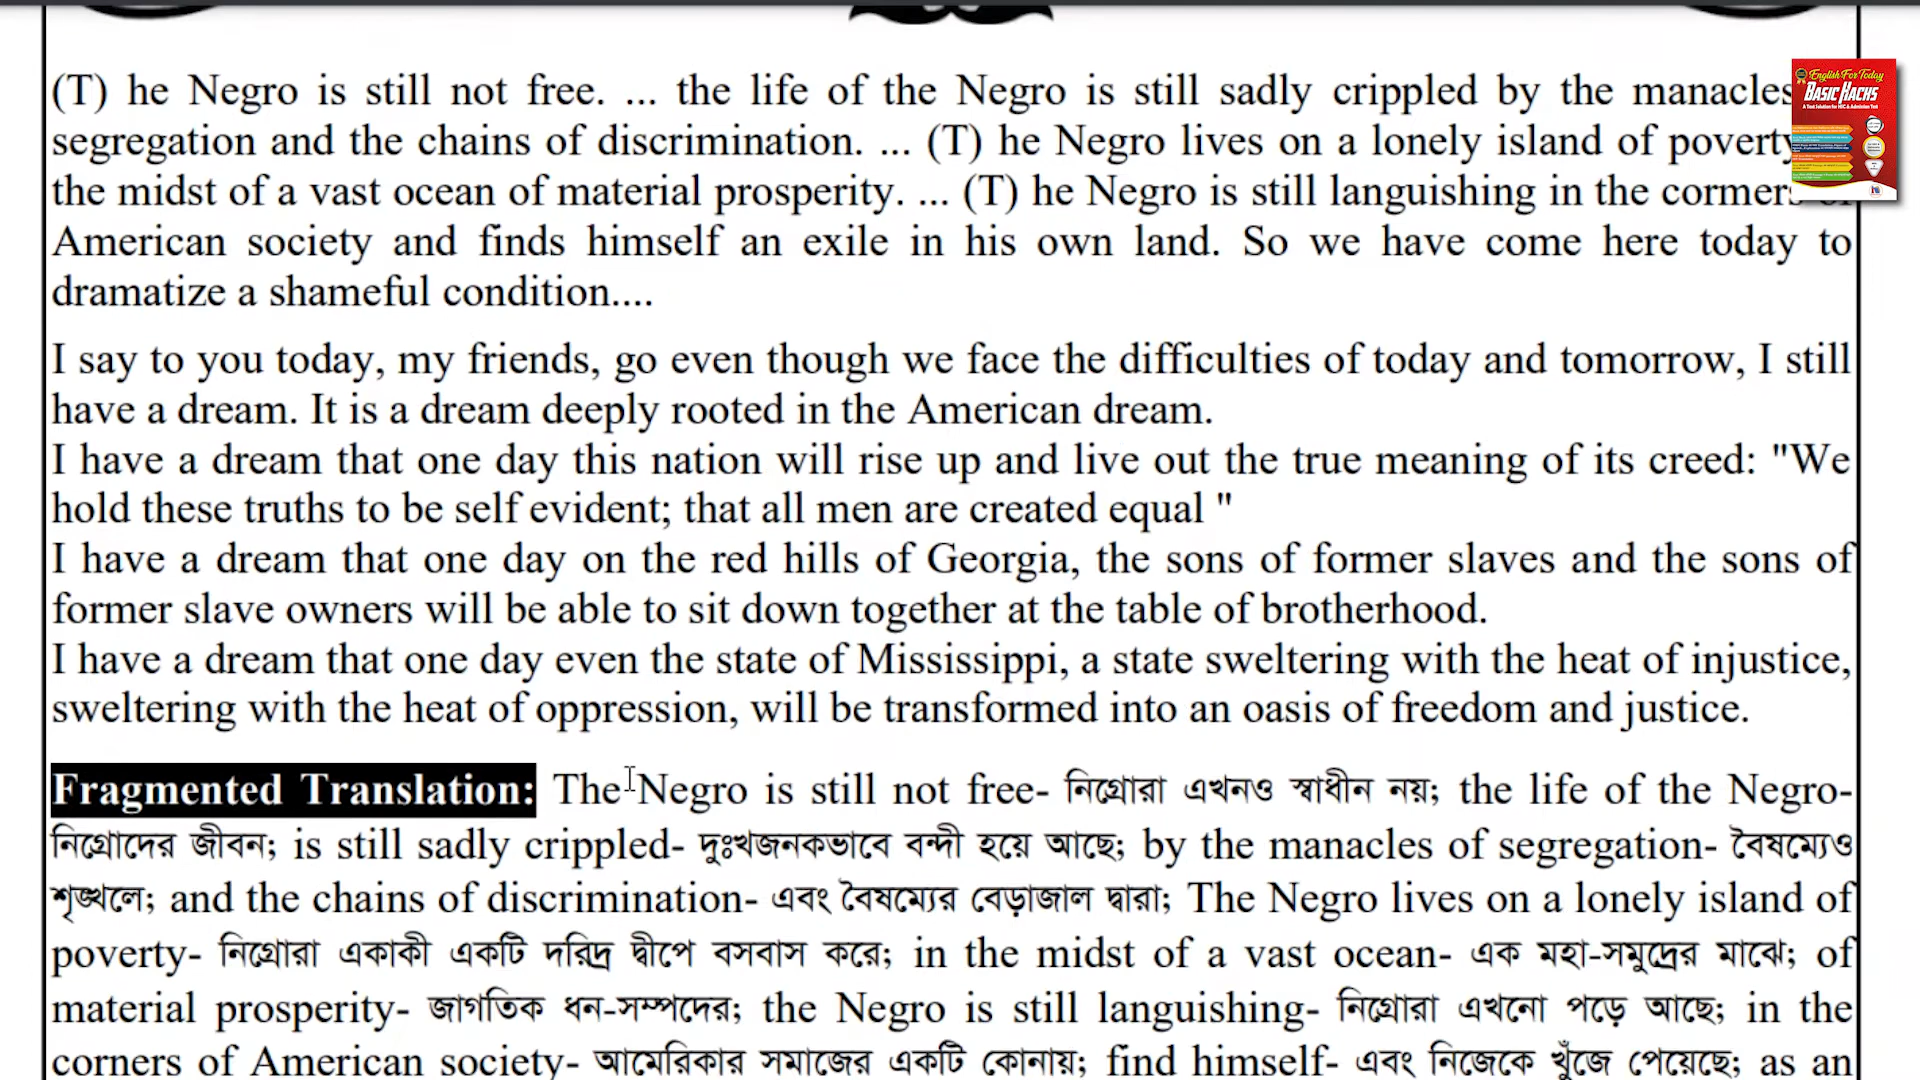 (T) he Negro is still not free. ... the life of the Negro is still sadly crippled by the manacles
segregation and the chains of discrimination. ... (T) he Negro lives on a lonely island of poverty
the midst of a vast ocean of material prosperity. ... (T) he Negro is still languishing in the cormers of
American society and finds himself an exile in his own land. So we have come here today to
dramatize a shameful condition....
I say to you today, my friends, go even though we face the difficulties of today and tomorrow, I still
have a dream. It is a dream deeply rooted in the American dream.
I have a dream that one day this nation will rise up and live out the true meaning of its creed: "We
hold these truths to be self evident; that all men are created equal "
I have a dream that one day on the red hills of Georgia, the sons of former slaves and the sons of
former slave owners will be able to sit down together at the table of brotherhood.
I have a dream that one day even the state of Mississippi, a state sweltering with the heat of injustice,
sweltering with the heat of oppression, will be transformed into an oasis of freedom and justice.
Fragmented Translation: The Negro is still not free- নিগ্রোরা এখনও স্বাধীন নয়; the life of the Negro-
নিগ্রোদের জীবন; is still sadly crippled- দুঃখজনকভাবে বন্দী হয়ে আছে; by the manacles of segregation- বৈষম্যেও
শৃঙ্খলে; and the chains of discrimination- এবং বৈষম্যের বেড়াজাল দ্বারা; The Negro lives on a lonely island of
poverty- নিগ্রোরা একাকী একটি দরিদ্র দ্বীপে বসবাস করে; in the midst of a vast ocean- এক মহা-সমুদ্রের মাঝে; of
material prosperity- জাগতিক ধন-সম্পদের; the Negro is still languishing- নিগ্রোরা এখনো পড়ে আছে; in the
corners of American society- আমেরিকার সমাজের একটি কোনায়; find himself- এবং নিজেকে খুঁজে পেয়েছে; as an
English For Today
BASIC HACKS